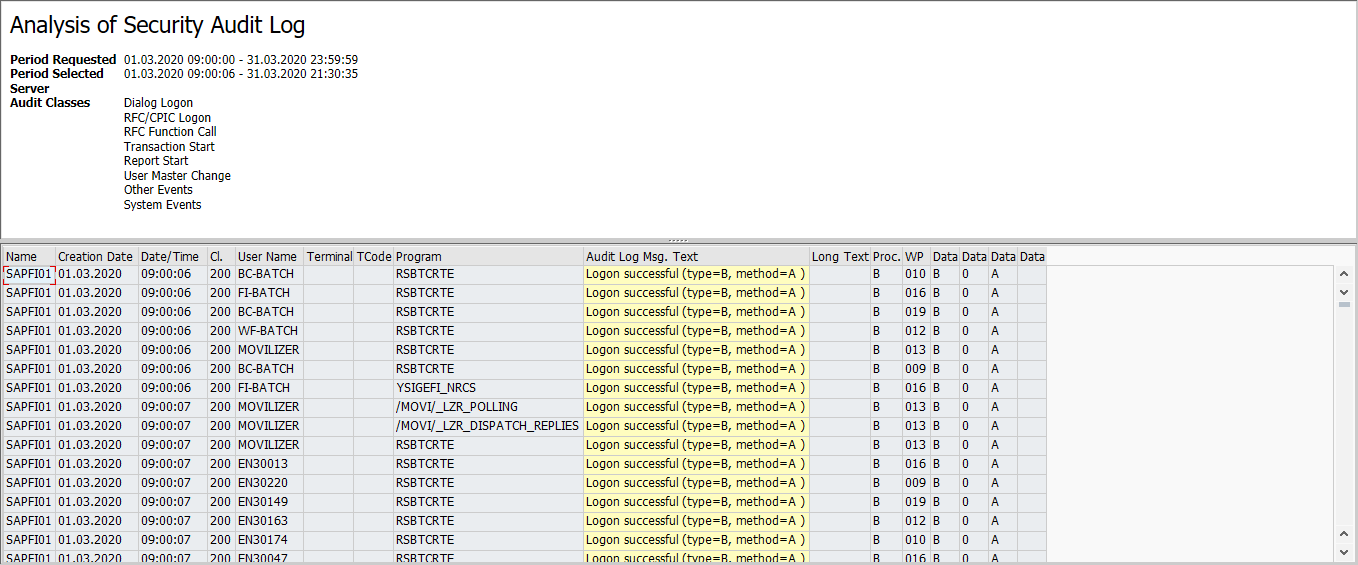 Analysis of Security Audit Log
Period Requested 01.03.2020 09:00:00 - 31.03.2020 23:59:59
Period Selected 01.03.2020 09:00:06 - 31.03.2020 21:30:35
Server
Audit Classes Dialog Logon
RFC/CPIC Logon
RFC Function Call
Transaction Start
Report Start
User Master Change
Other Events
System Events
Name Creation Date Date/Time Cl. User Name Terminal TCode Program Audit Log Msg. Text Long Text Proc. WP Data Data Data Data
SAPFI01 01.03.2020 09:00:06 200 BC-BATCH RSBTCRTE Logon successful (type=B, method=A ) B 010 B 0 A
SAPFI01 01.03.2020 09:00:06 200 FI-BATCH RSBTCRTE Logon successful (type=B, method=A ) B 016 B 0 A
SAPFI01 01.03.2020 09:00:06 200 BC-BATCH RSBTCRTE Logon successful (type=B, method=A ) B 019 B 0 A
SAPFI01 01.03.2020 09:00:06 200 WF-BATCH RSBTCRTE Logon successful (type=B, method=A ) B 012 B 0 A
SAPFI01 01.03.2020 09:00:06 200 MOVILIZER RSBTCRTE Logon successful (type=B, method=A ) B 013 B 0 A
SAPFI01 01.03.2020 09:00:06 200 BC-BATCH RSBTCRTE Logon successful (type=B, method=A ) B 009 B 0 A
SAPFI01 01.03.2020 09:00:06 200 FI-BATCH YSIGEFI_NRCS Logon successful (type=B, method=A ) B 016 B 0 A
SAPFI01 01.03.2020 09:00:07 200 MOVILIZER /MOVI/_LZR_POLLING Logon successful (type=B, method=A ) B 013 B 0 A
SAPFI01 01.03.2020 09:00:07 200 MOVILIZER /MOVI/_LZR_DISPATCH_REPLIES Logon successful (type=B, method=A ) B 013 B 0 A
SAPFI01 01.03.2020 09:00:07 200 MOVILIZER RSBTCRTE Logon successful (type=B, method=A ) B 013 B 0 A
SAPFI01 01.03.2020 09:00:07 200 EN30013 RSBTCRTE Logon successful (type=B, method=A ) B 016 B 0 A
SAPFI01 01.03.2020 09:00:07 200 EN30220 RSBTCRTE Logon successful (type=B, method=A ) B 009 B 0 A
SAPFI01 01.03.2020 09:00:07 200 EN30149 RSBTCRTE Logon successful (type=B, method=A ) B 019 B 0 A
SAPFI01 01.03.2020 09:00:07 200 EN30163 RSBTCRTE Logon successful (type=B, method=A ) B 012 B 0 A
SAPFI01 01.03.2020 09:00:07 200 EN30174 RSBTCRTE Logon successful (type=B, method=A ) B 010 B 0 A
SAPFI01 01.03.2020 09:00:07 200 EN30047 RSBTCRTE Logon successful (type=B, method=A ) B 016 B 0 A